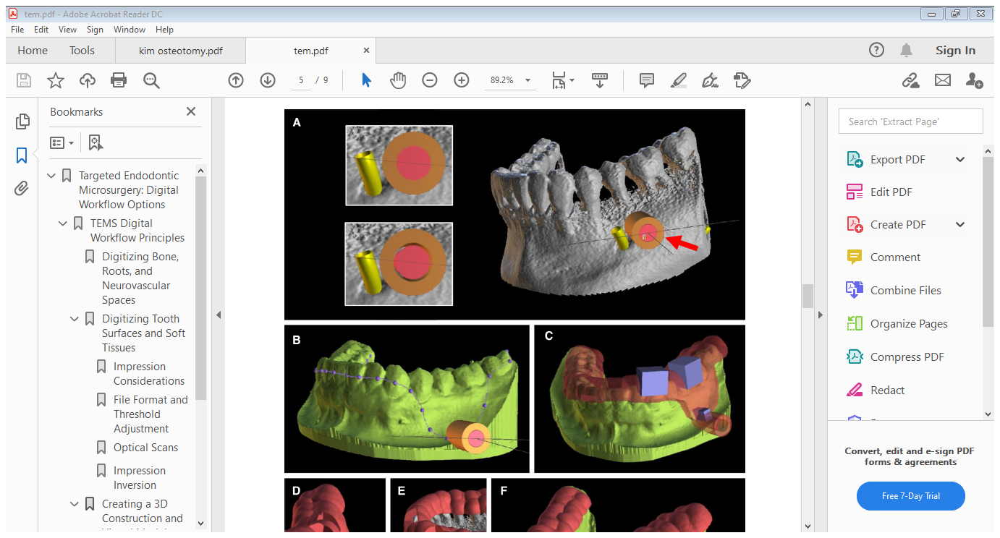 tem.pdf - Adobe Acrobat Reader DC
File Edit View Sign Window Help
Home Tools kim osteotomy.pdf tem.pdf Sign In
5 / 9 89.2%
Bookmarks
Targeted Endodontic
Microsurgery: Digital
Workflow Options
TEMS Digital
Workflow Principles
Digitizing Bone,
Roots, and
Neurovascular
Spaces
Digitizing Tooth
Surfaces and Soft
Tissues
Impression
Considerations
File Format and
Threshold
Adjustment
Optical Scans
Impression
Inversion
Creating a 3D
Construction and
A
B
C
D
E
F
Search 'Extract Page'
Export PDF
Edit PDF
Create PDF
Comment
Combine Files
Organize Pages
Compress PDF
Redact
Convert, edit and e-sign PDF
forms & agreements
Free 7-Day Trial